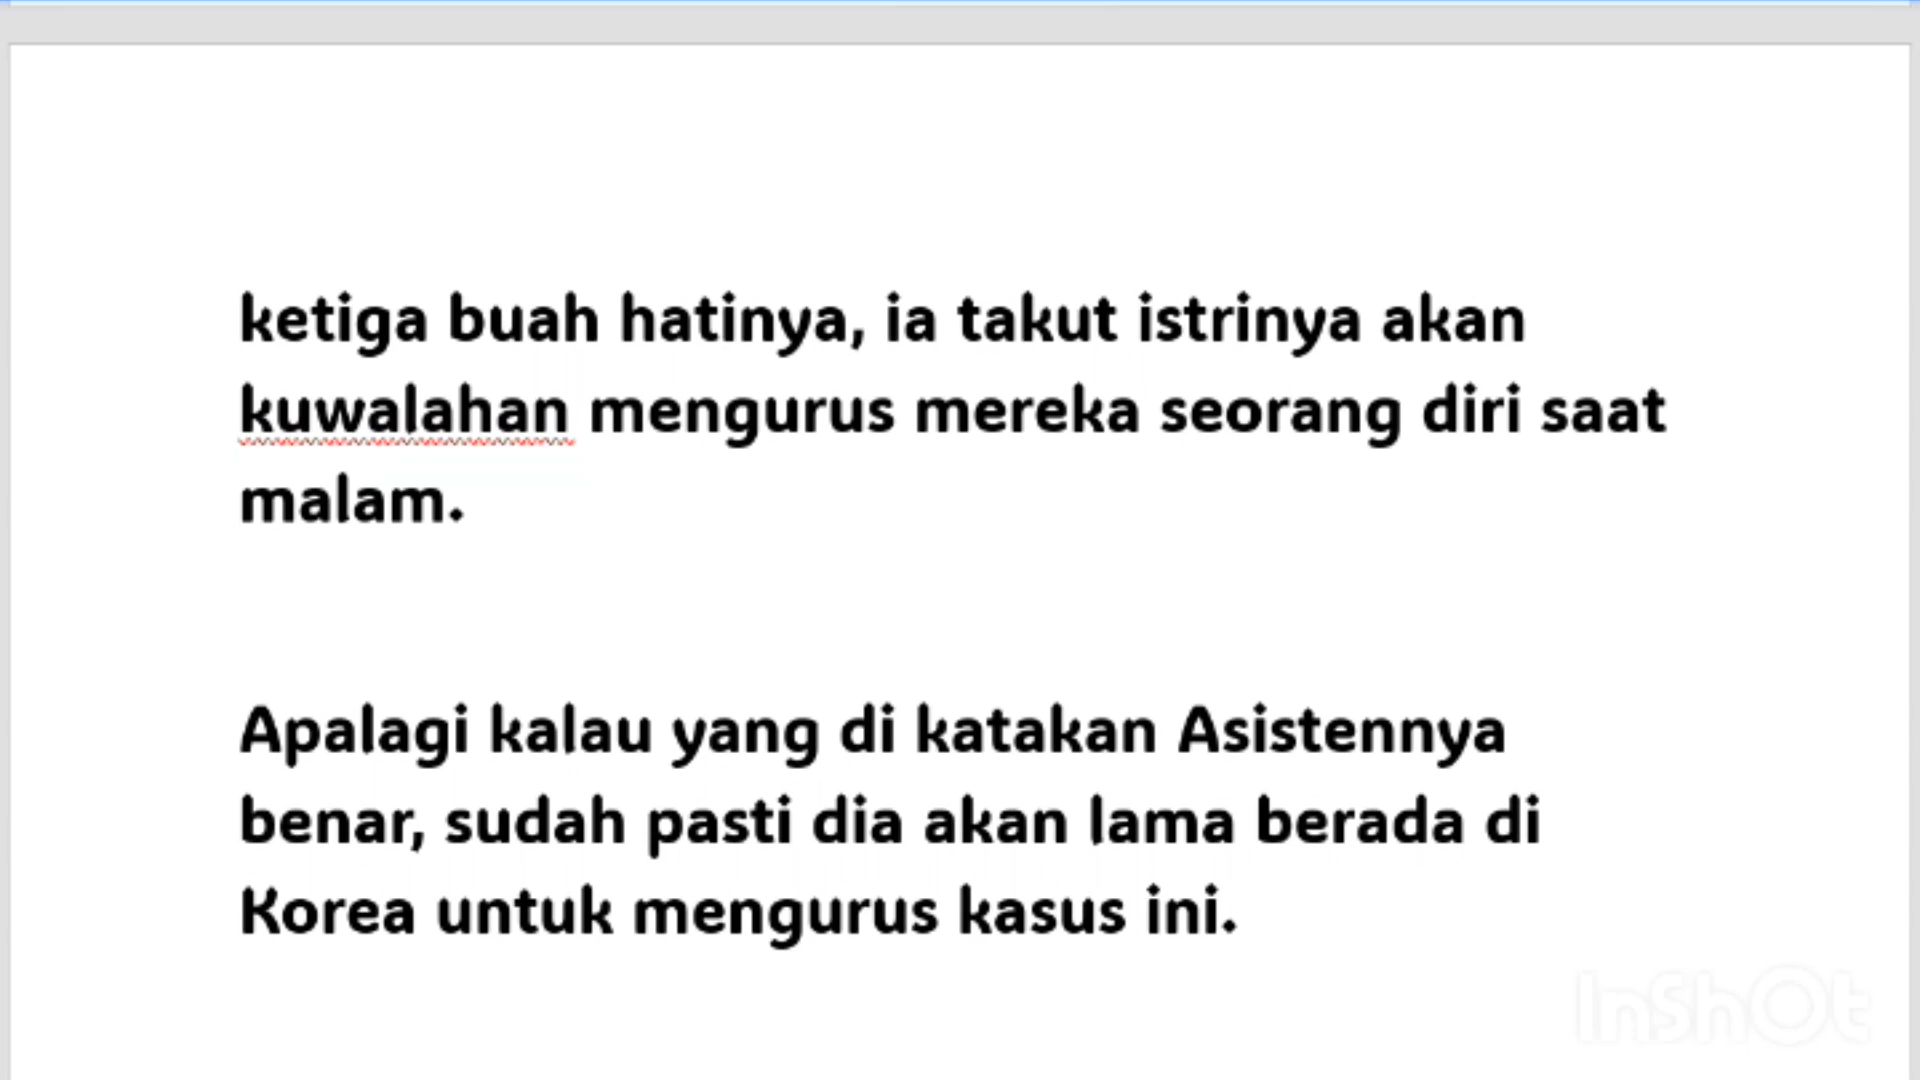 ketiga buah hatinya, ia takut istrinya akan
kuwalahan mengurus mereka seorang diri saat
malam.
Apalagi kalau yang di katakan Asistennya
benar, sudah pasti dia akan lama berada di
Korea untuk mengurus kasus ini.
InShOt